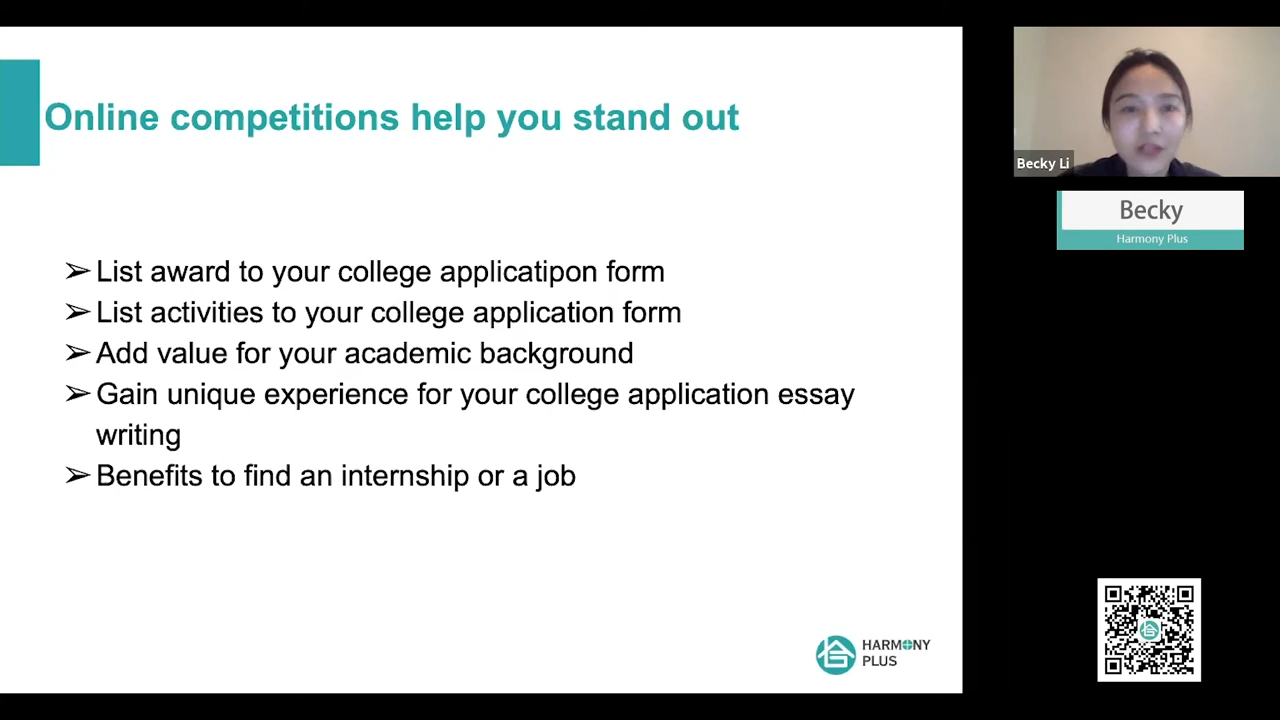 Online competitions help you stand out
➢ List award to your college applicatipon form
➢ List activities to your college application form
➢ Add value for your academic background
➢ Gain unique experience for your college application essay
writing
➢ Benefits to find an internship or a job
HARMONY
PLUS
Becky Li
Becky
Harmony Plus